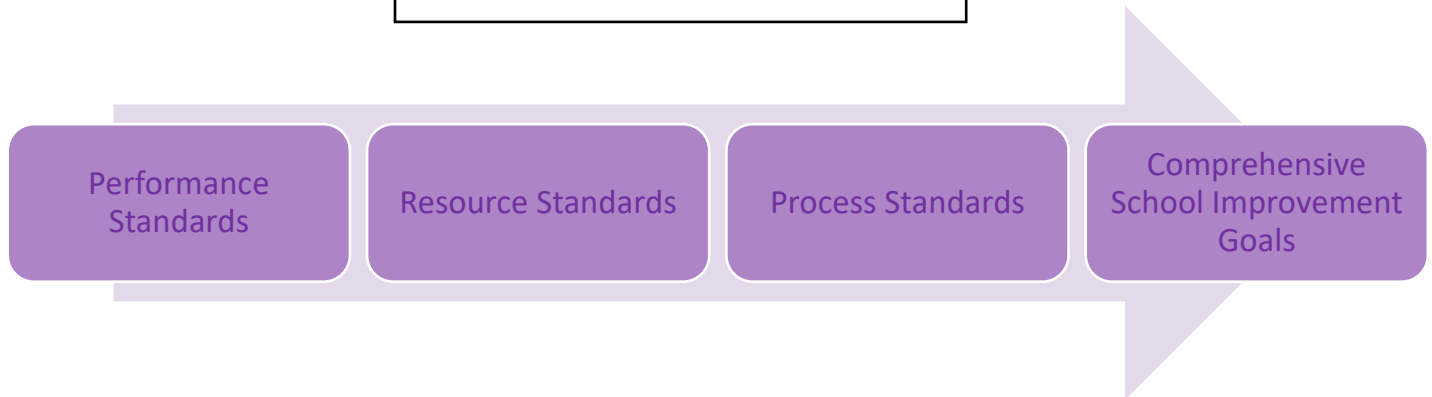 Performance
Standards
Resource Standards
Process Standards
Comprehensive
School Improvement
Goals